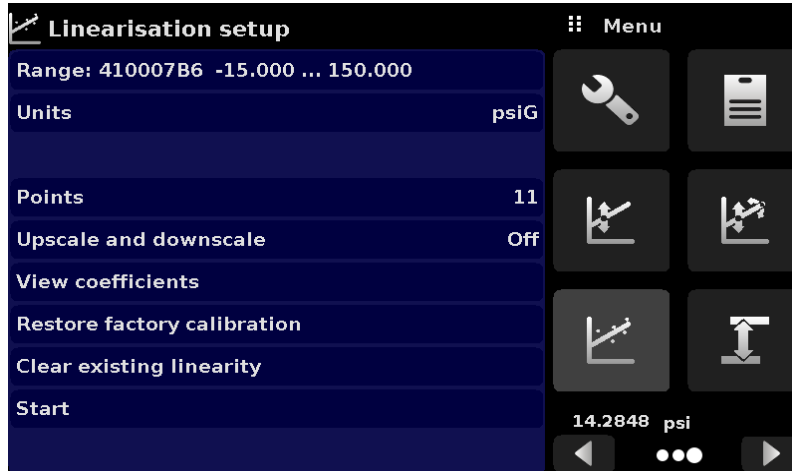 Linearisation setup
Range: 410007B6 -15.000 ... 150.000
Units psiG
Points 11
Upscale and downscale Off
View coefficients
Restore factory calibration
Clear existing linearity
Start
Menu
14.2848 psi